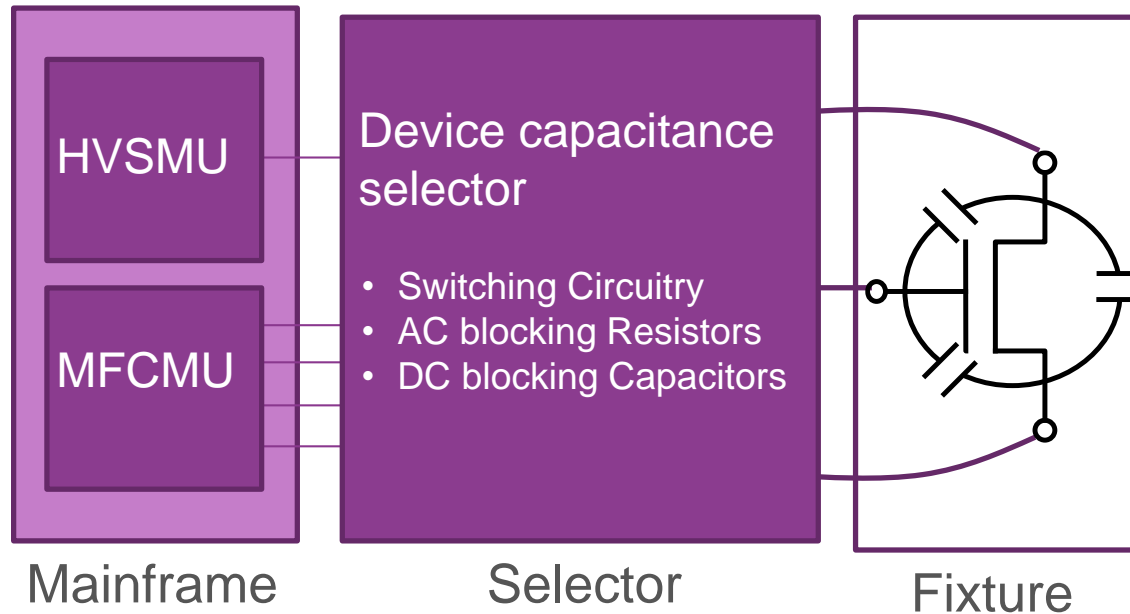 HVSMU
MFCMU
Device capacitance
selector
• Switching Circuitry
• AC blocking Resistors
• DC blocking Capacitors
Mainframe
Selector
Fixture